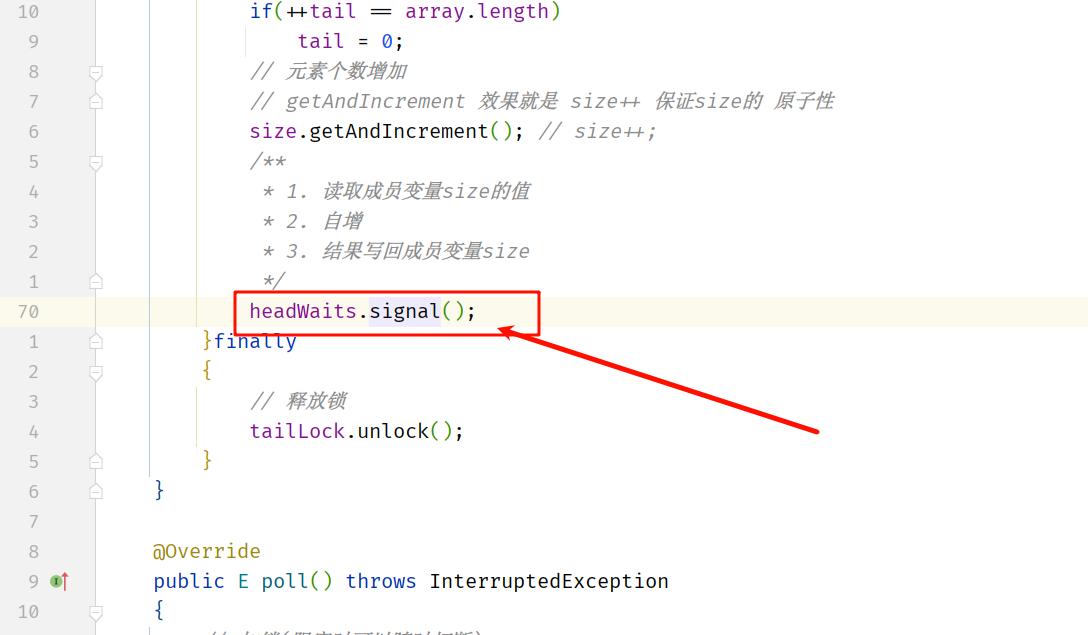 10 if(++tail == array.length)
9 tail = 0;
8 // 元素个数增加
7 // getAndIncrement 效果就是 size++ 保证size的 原子性
6 size.getAndIncrement(); // size++;
5 /**
4 * 1. 读取成员变量size的值
3 * 2. 自增
2 * 3. 结果写回成员变量size
1 */
70 headWaits.signal();
1 }finally
2 {
3 // 释放锁
4 tailLock.unlock();
5 }
6 }
7
8 @Override
9 public E poll() throws InterruptedException
10 {